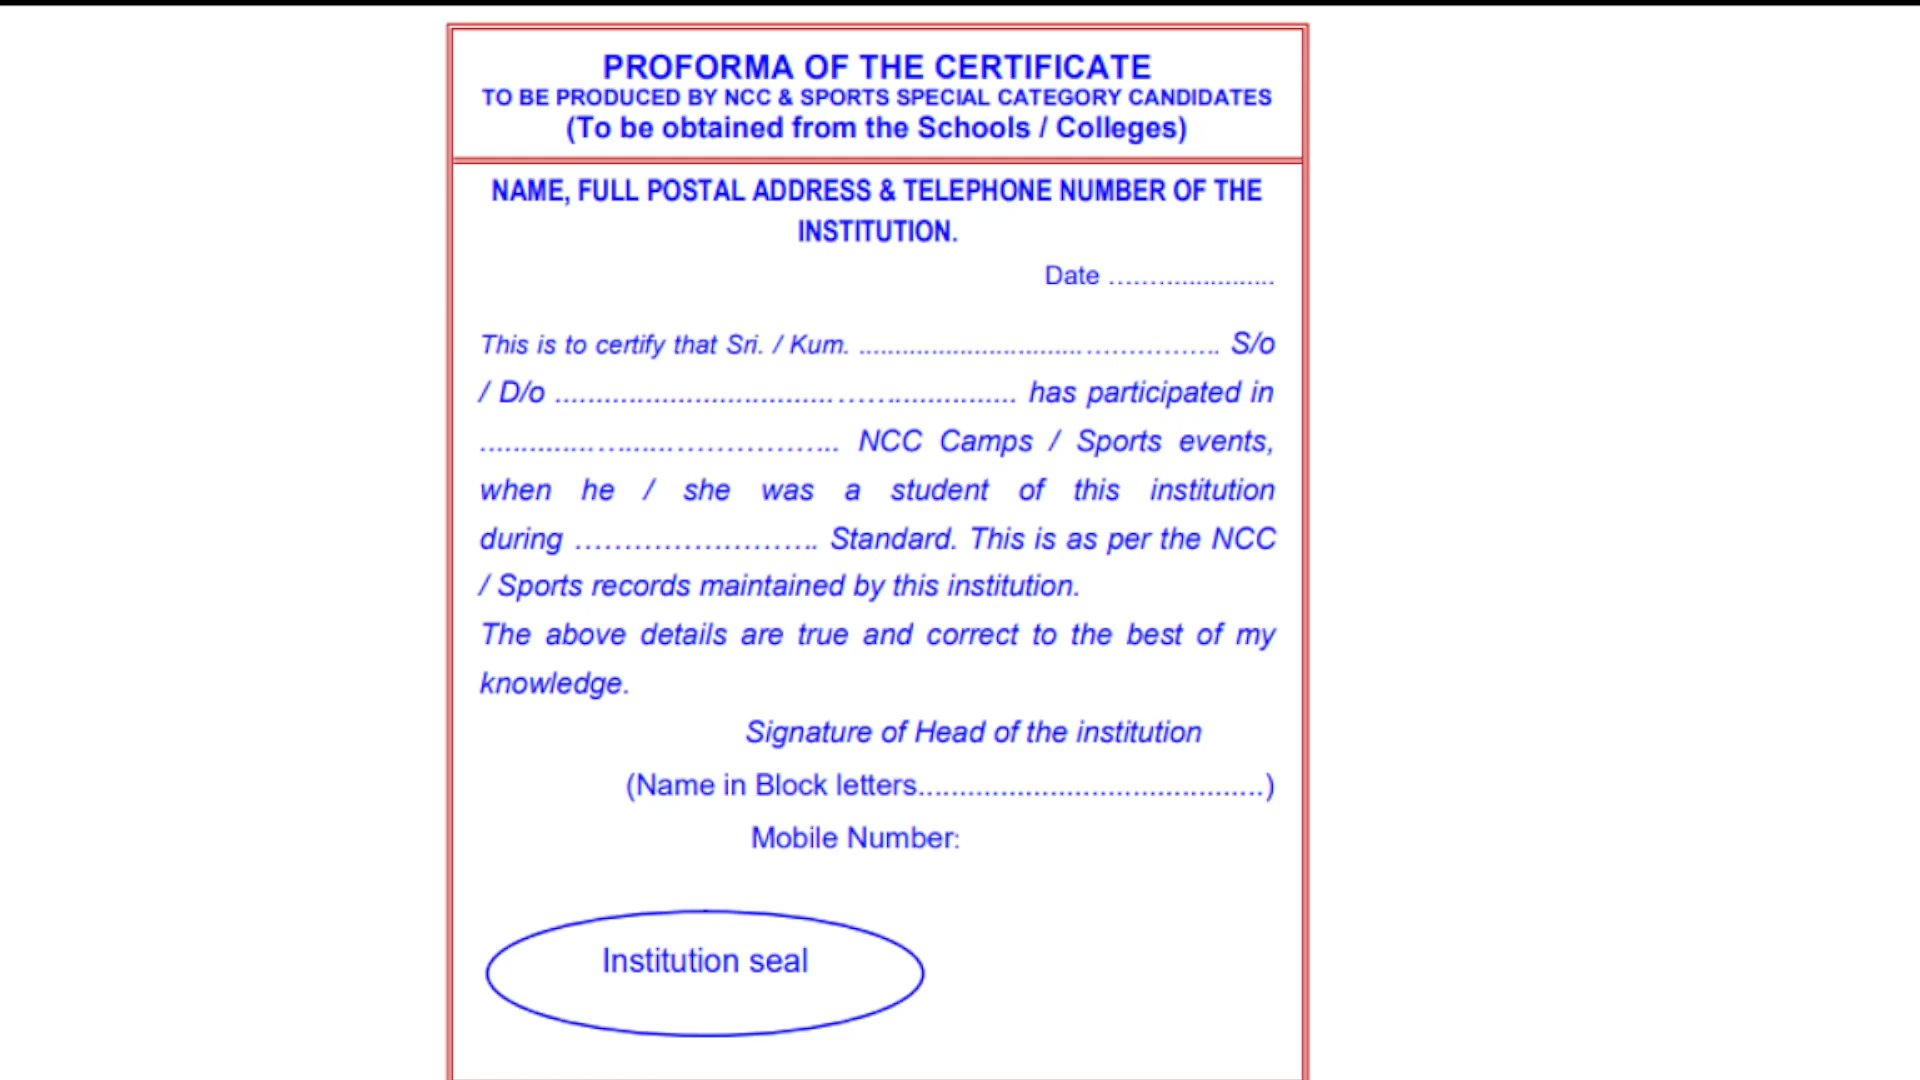 PROFORMA OF THE CERTIFICATE
TO BE PRODUCED BY NCC & SPORTS SPECIAL CATEGORY CANDIDATES
(To be obtained from the Schools / Colleges)
NAME, FULL POSTAL ADDRESS & TELEPHONE NUMBER OF THE
INSTITUTION.
Date ......................
This is to certify that Sri. / Kum. ............................................... S/o
/ D/o ....................................................... has participated in
.......................................... NCC Camps / Sports events,
when he / she was a student of this institution
during ............................. Standard. This is as per the NCC
/ Sports records maintained by this institution.
The above details are true and correct to the best of my
knowledge.
Signature of Head of the institution
(Name in Block letters..........................................)
Mobile Number:
Institution seal